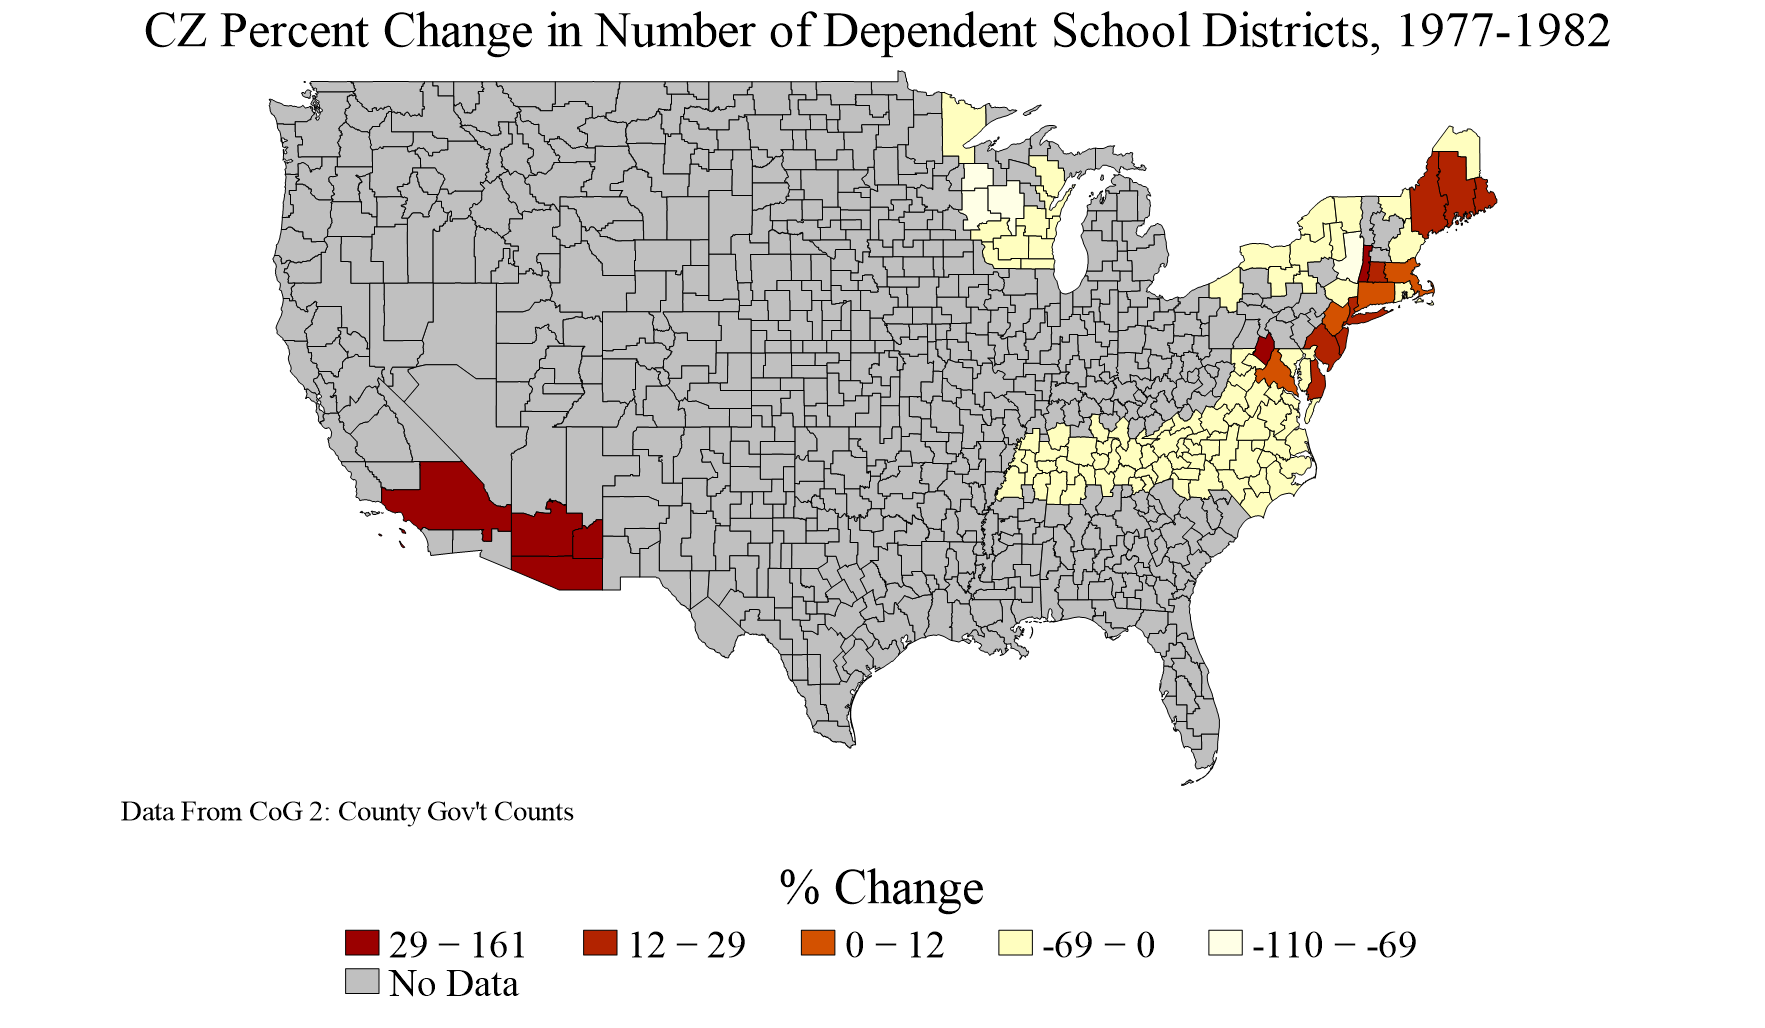 CZ Percent Change in Number of Dependent School Districts, 1977-1982
Data From CoG 2: County Gov't Counts
% Change
29 − 161
12 − 29
0 − 12
-69 − 0
-110 − -69
No Data